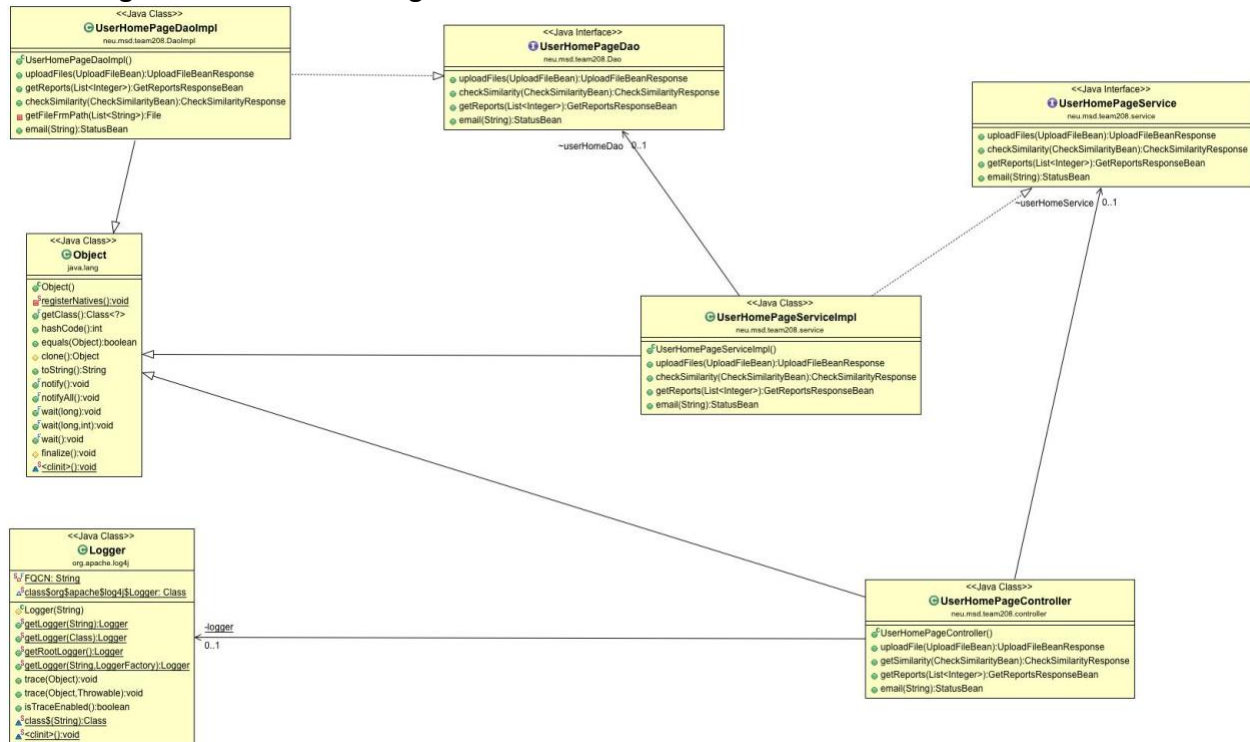 <<Java Class>>
UserHomePageDaoImpl
neu.msd.team208.DaoImpl
UserHomePageDaoImpl()
uploadFiles(UploadFileBean):UploadFileBeanResponse
getReports(List<Integer>):GetReportsResponseBean
checkSimilarity(CheckSimilarityBean):CheckSimilarityResponse
getFileFrmPath(List<String>):File
email(String):StatusBean
<<Java Interface>>
UserHomePageDao
neu.msd.team208.Dao
uploadFiles(UploadFileBean):UploadFileBeanResponse
checkSimilarity(CheckSimilarityBean):CheckSimilarityResponse
getReports(List<Integer>):GetReportsResponseBean
email(String):StatusBean
<<Java Interface>>
UserHomePageService
neu.msd.team208.service
uploadFiles(UploadFileBean):UploadFileBeanResponse
checkSimilarity(CheckSimilarityBean):CheckSimilarityResponse
getReports(List<Integer>):GetReportsResponseBean
email(String):StatusBean
~userHomeDao 0..1
~userHomeService 0..1
<<Java Class>>
Object
java.lang
Object()
registerNatives():void
getClass():Class<?>
hashCode():int
equals(Object):boolean
clone():Object
toString():String
notify():void
notifyAll():void
wait(long):void
wait(long,int):void
wait():void
finalize():void
<clinit>():void
<<Java Class>>
UserHomePageServiceImpl
neu.msd.team208.service
UserHomePageServiceImpl()
uploadFiles(UploadFileBean):UploadFileBeanResponse
checkSimilarity(CheckSimilarityBean):CheckSimilarityResponse
getReports(List<Integer>):GetReportsResponseBean
email(String):StatusBean
<<Java Class>>
Logger
org.apache.log4j
FQCN: String
class$org$apache$log4j$Logger: Class
Logger(String)
getLogger(String):Logger
getLogger(Class):Logger
getRootLogger():Logger
getLogger(String,LoggerFactory):Logger
trace(Object):void
trace(Object,Throwable):void
isTraceEnabled():boolean
class$(String):Class
<clinit>():void
-logger
0..1
<<Java Class>>
UserHomePageController
neu.msd.team208.controller
UserHomePageController()
uploadFile(UploadFileBean):UploadFileBeanResponse
getSimilarity(CheckSimilarityBean):CheckSimilarityResponse
getReports(List<Integer>):GetReportsResponseBean
email(String):StatusBean